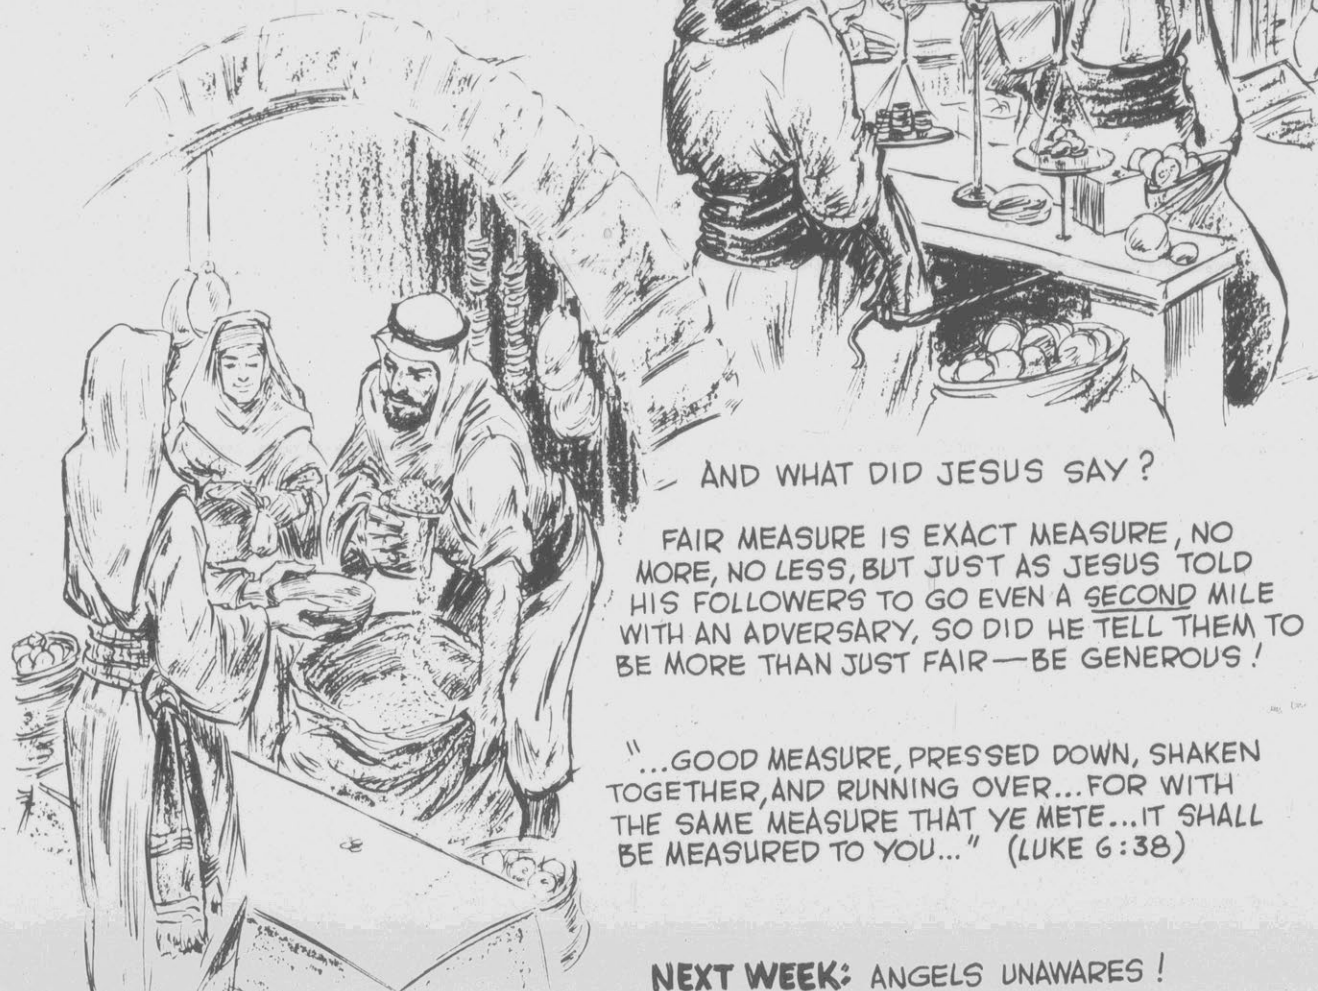 AND WHAT DID JESUS SAY?
FAIR MEASURE IS EXACT MEASURE, NO
MORE, NO LESS, BUT JUST AS JESUS TOLD
HIS FOLLOWERS TO GO EVEN A SECOND MILE
WITH AN ADVERSARY, SO DID HE TELL THEM TO
BE MORE THAN JUST FAIR—BE GENEROUS!
"...GOOD MEASURE, PRESSED DOWN, SHAKEN
TOGETHER, AND RUNNING OVER...FOR WITH
THE SAME MEASURE THAT YE METE...IT SHALL
BE MEASURED TO YOU..." (LUKE 6:38)
NEXT WEEK: ANGELS UNAWARES!